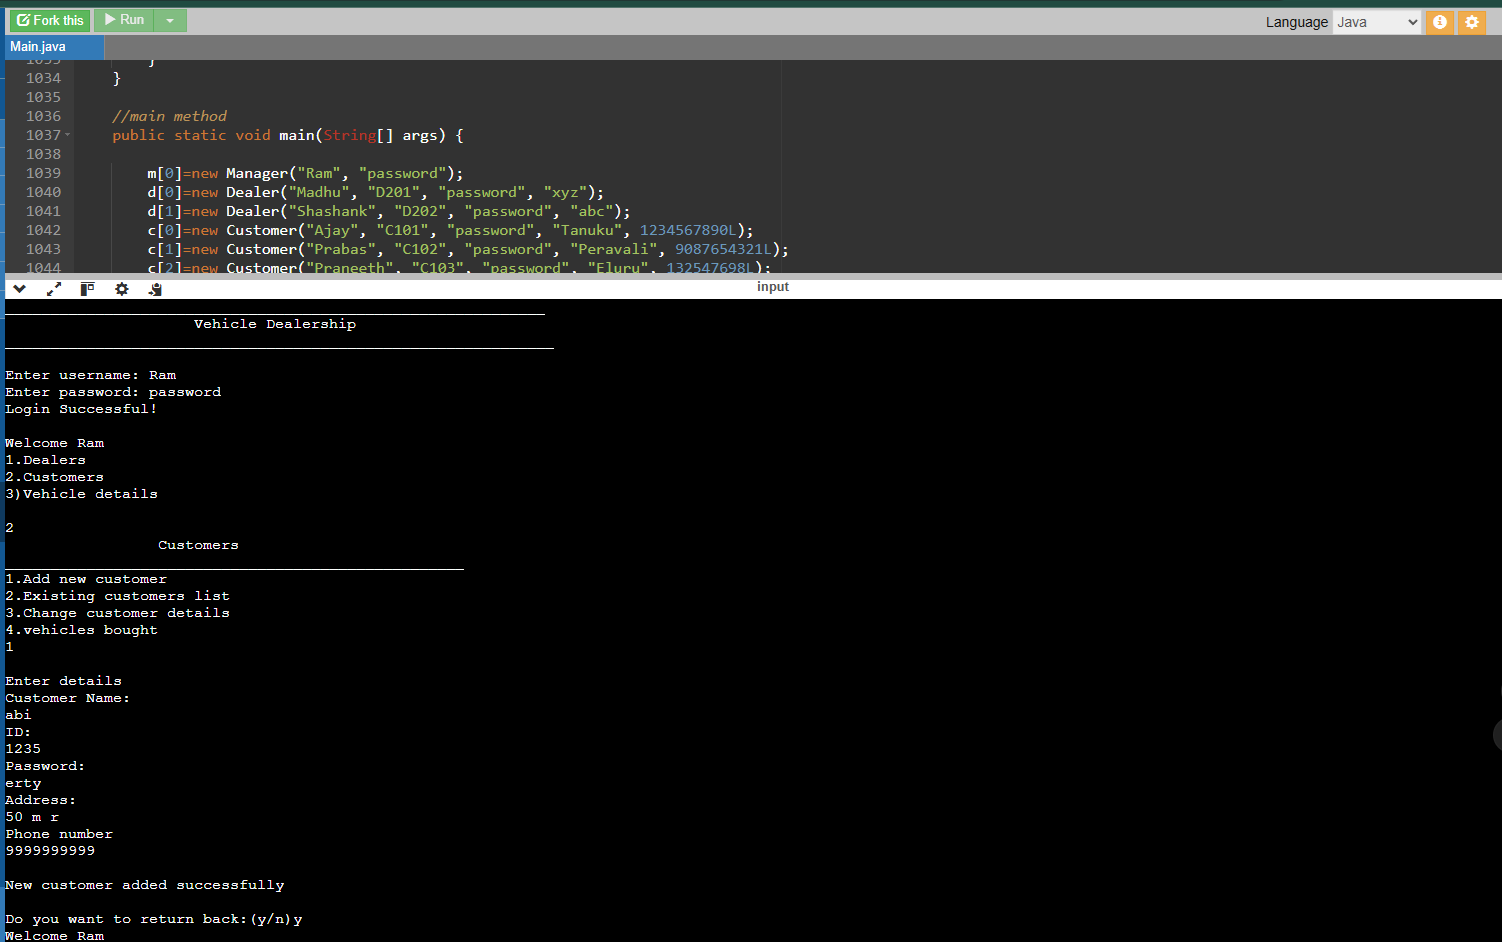 Fork this Run Language Java
Main.java
1033 }
1034 }
1035
1036 //main method
1037 public static void main(String[] args) {
1038
1039 m[0]=new Manager("Ram", "password");
1040 d[0]=new Dealer("Madhu", "D201", "password", "xyz");
1041 d[1]=new Dealer("Shashank", "D202", "password", "abc");
1042 c[0]=new Customer("Ajay", "C101", "password", "Tanuku", 1234567890L);
1043 c[1]=new Customer("Prabas", "C102", "password", "Peravali", 9087654321L);
1044 c[2]=new Customer("Praneeth", "C103", "password", "Eluru", 132547698L);
input
Vehicle Dealership
Enter username: Ram
Enter password: password
Login Successful!
Welcome Ram
1.Dealers
2.Customers
3)Vehicle details
2
Customers
1.Add new customer
2.Existing customers list
3.Change customer details
4.vehicles bought
1
Enter details
Customer Name:
abi
ID:
1235
Password:
erty
Address:
50 m r
Phone number
9999999999
New customer added successfully
Do you want to return back:(y/n)y
Welcome Ram